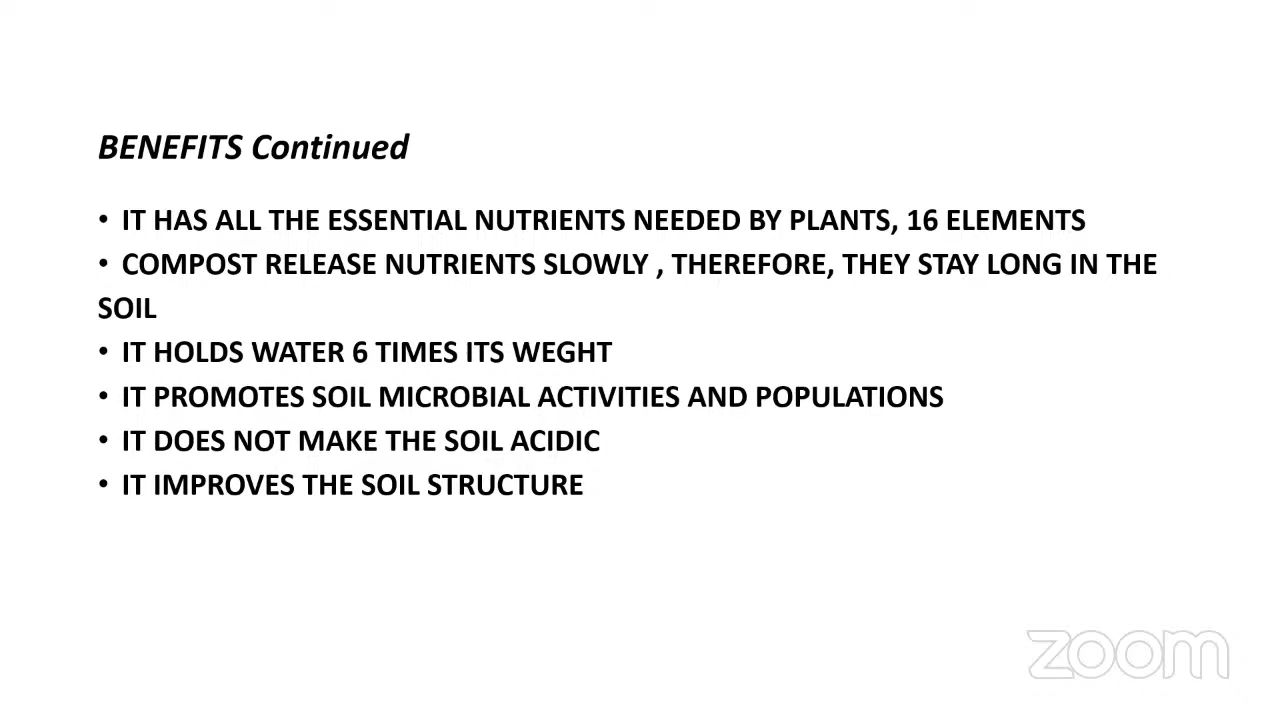 BENEFITS Continued
• IT HAS ALL THE ESSENTIAL NUTRIENTS NEEDED BY PLANTS, 16 ELEMENTS
• COMPOST RELEASE NUTRIENTS SLOWLY , THEREFORE, THEY STAY LONG IN THE
SOIL
• IT HOLDS WATER 6 TIMES ITS WEGHT
• IT PROMOTES SOIL MICROBIAL ACTIVITIES AND POPULATIONS
• IT DOES NOT MAKE THE SOIL ACIDIC
• IT IMPROVES THE SOIL STRUCTURE
zoom